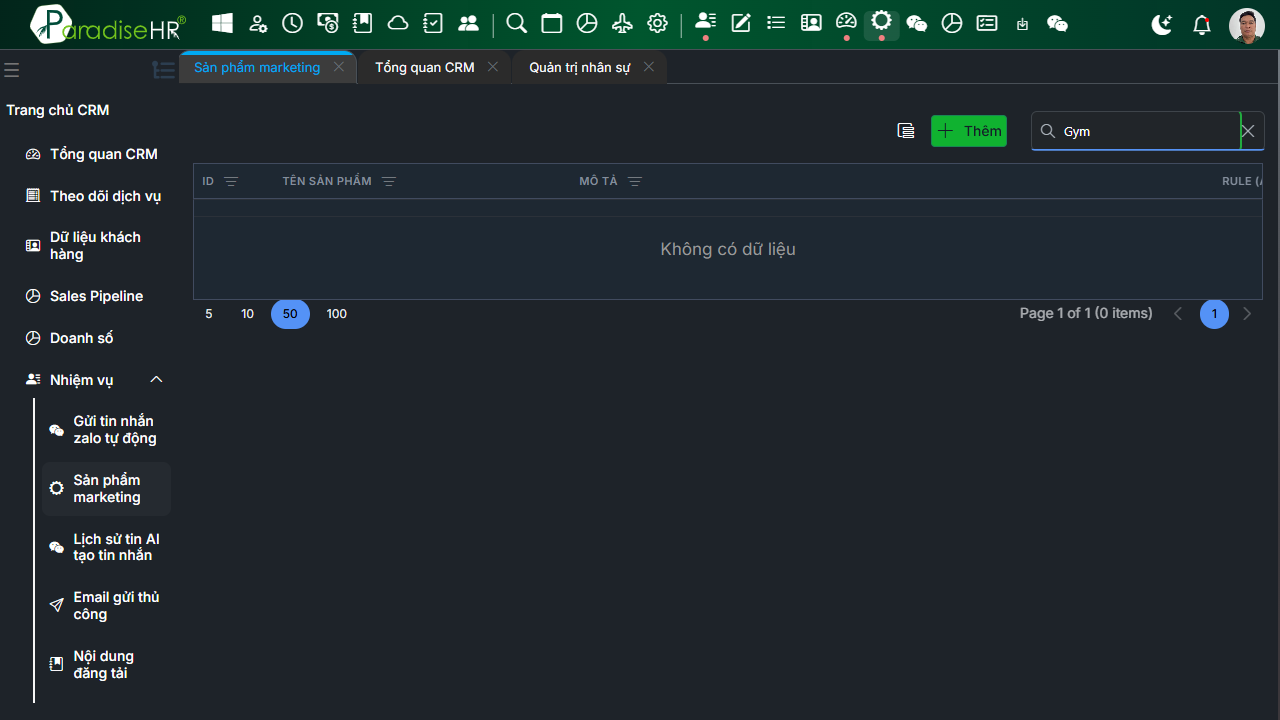 ParadiseHR®
Sản phẩm marketing
Tổng quan CRM
Quản trị nhân sự
Trang chủ CRM
Tổng quan CRM
Theo dõi dịch vụ
Dữ liệu khách
hàng
Sales Pipeline
Doanh số
Nhiệm vụ
Gửi tin nhắn
zalo tự động
Sản phẩm
marketing
Lịch sử tin AI
tạo tin nhắn
Email gửi thủ
công
Nội dung
đăng tải
Thêm
Gym
ID
TÊN SẢN PHẨM
MÔ TẢ
RULE (
Không có dữ liệu
5
10
50
100
Page 1 of 1 (0 items)
1